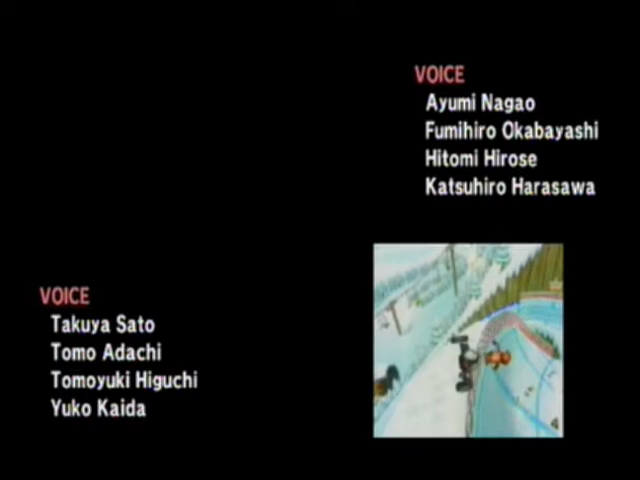 VOICE
Ayumi Nagao
Fumihiro Okabayashi
Hitomi Hirose
Katsuhiro Harasawa
VOICE
Takuya Sato
Tomo Adachi
Tomoyuki Higuchi
Yuko Kaida